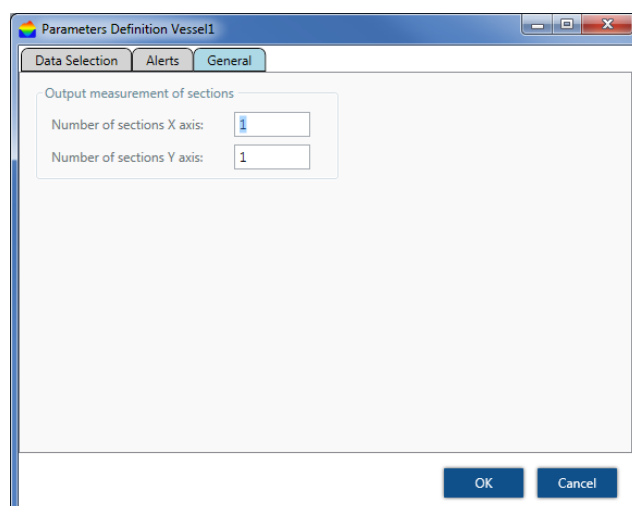 Parameters Definition Vessel1
Data Selection Alerts General
Output measurement of sections
Number of sections X axis: 1
Number of sections Y axis: 1
OK Cancel